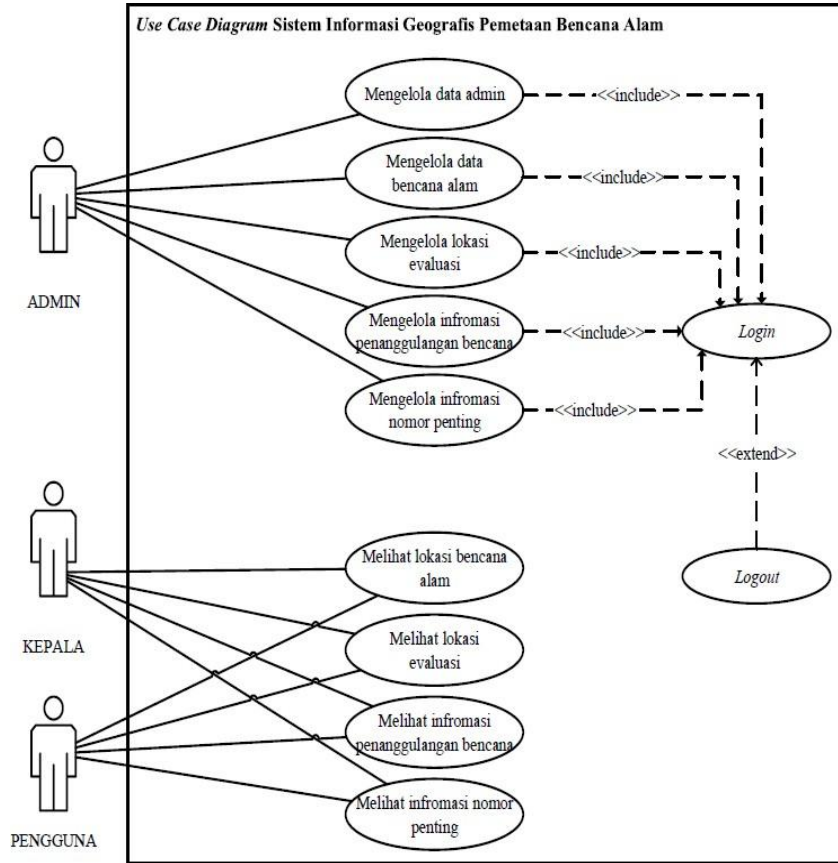 Use Case Diagram Sistem Informasi Geografis Pemetaan Bencana Alam
Mengelola data admin
<<include>>
Mengelola data
bencana alam
<<include>>
ADMIN
Mengelola lokasi
evaluasi
<<include>>
Mengelola infromasi
penanggulangan bencana
<<include>>
Login
Mengelola infromasi
nomor penting
<<include>>
<<extend>>
Logout
KEPALA
Melihat lokasi bencana
alam
Melihat lokasi
evaluasi
Melihat infromasi
penanggulangan bencana
Melihat infromasi nomor
penting
PENGGUNA